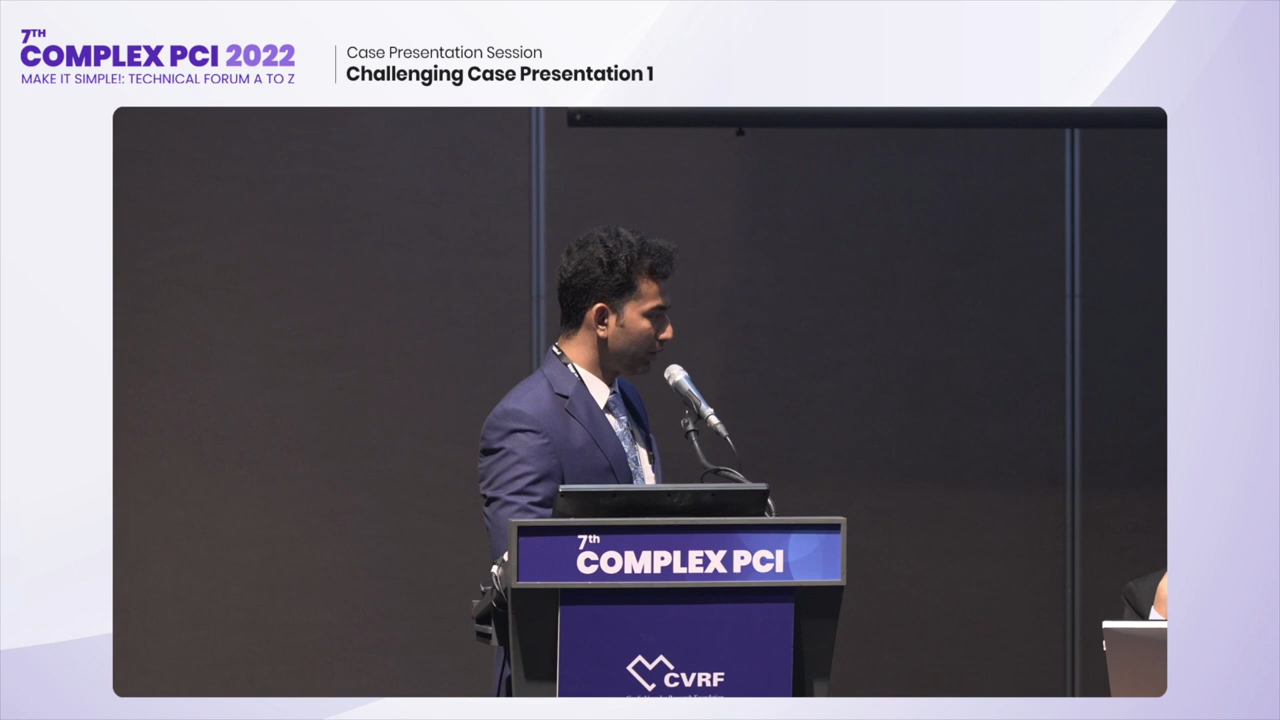 7TH
COMPLEX PCI 2022
MAKE IT SIMPLE!: TECHNICAL FORUM A TO Z
Case Presentation Session
Challenging Case Presentation 1
7th
COMPLEX PCI
CVRF